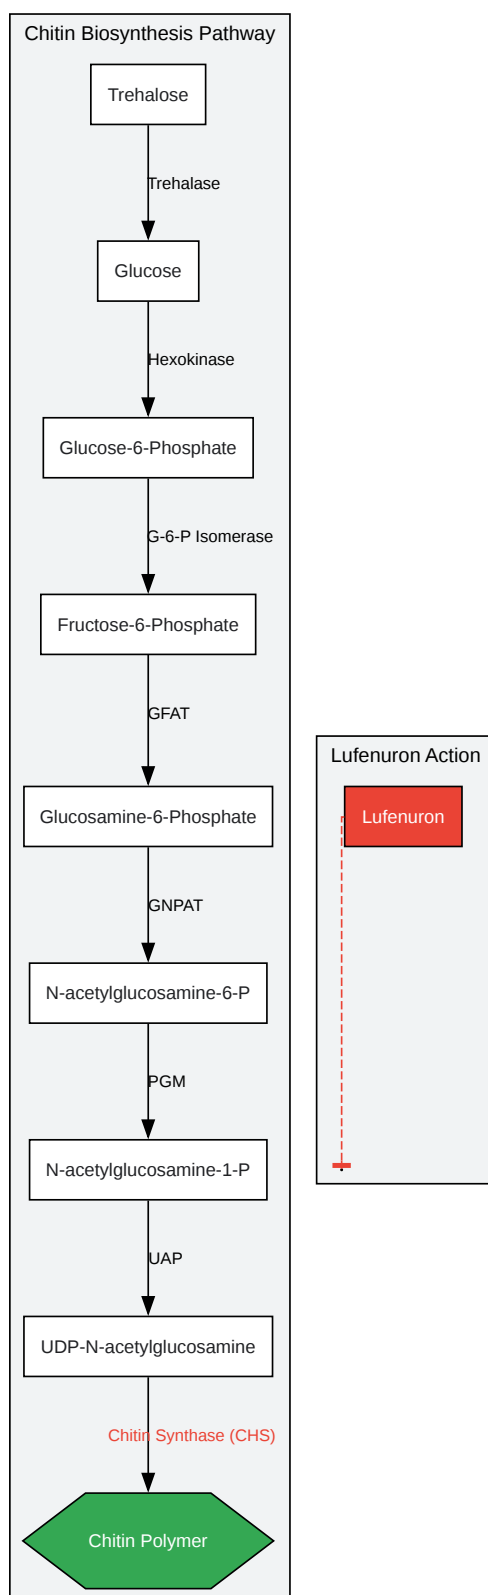 Chitin Biosynthesis Pathway
Trehalose
Trehalase
Glucose
Hexokinase
Glucose-6-Phosphate
G-6-P Isomerase
Fructose-6-Phosphate
GFAT
Glucosamine-6-Phosphate
GNPAT
N-acetylglucosamine-6-P
PGM
N-acetylglucosamine-1-P
UAP
UDP-N-acetylglucosamine
Chitin Synthase (CHS)
Chitin Polymer
Lufenuron Action
Lufenuron